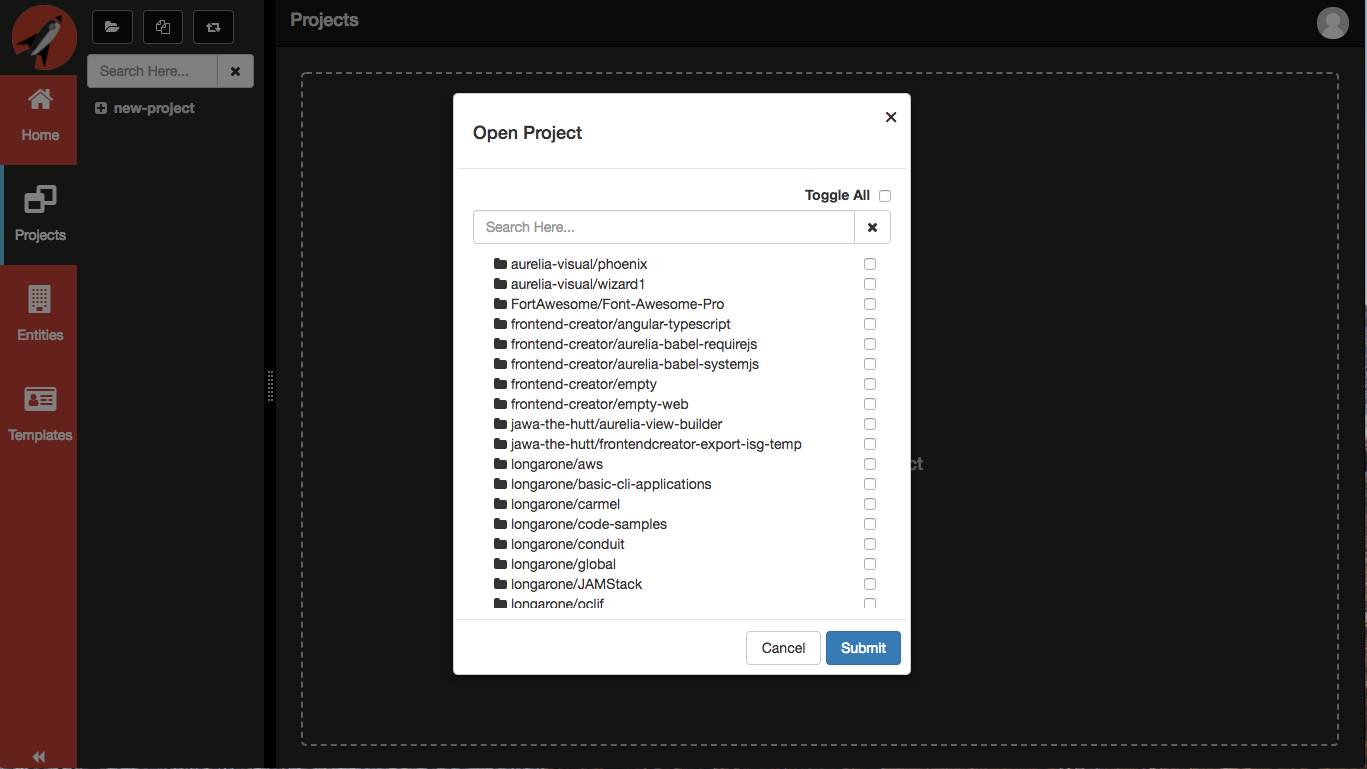 Projects
Search Here...
new-project
Home
Projects
Entities
Templates
Open Project
Toggle All
Search Here...
aurelia-visual/phoenix
aurelia-visual/wizard1
FortAwesome/Font-Awesome-Pro
frontend-creator/angular-typescript
frontend-creator/aurelia-babel-requirejs
frontend-creator/aurelia-babel-systemjs
frontend-creator/empty
frontend-creator/empty-web
jawa-the-hutt/aurelia-view-builder
jawa-the-hutt/frontendcreator-export-isg-temp
longarone/aws
longarone/basic-cli-applications
longarone/carmel
longarone/code-samples
longarone/conduit
longarone/global
longarone/JAMStack
longarone/oclif
Cancel
Submit